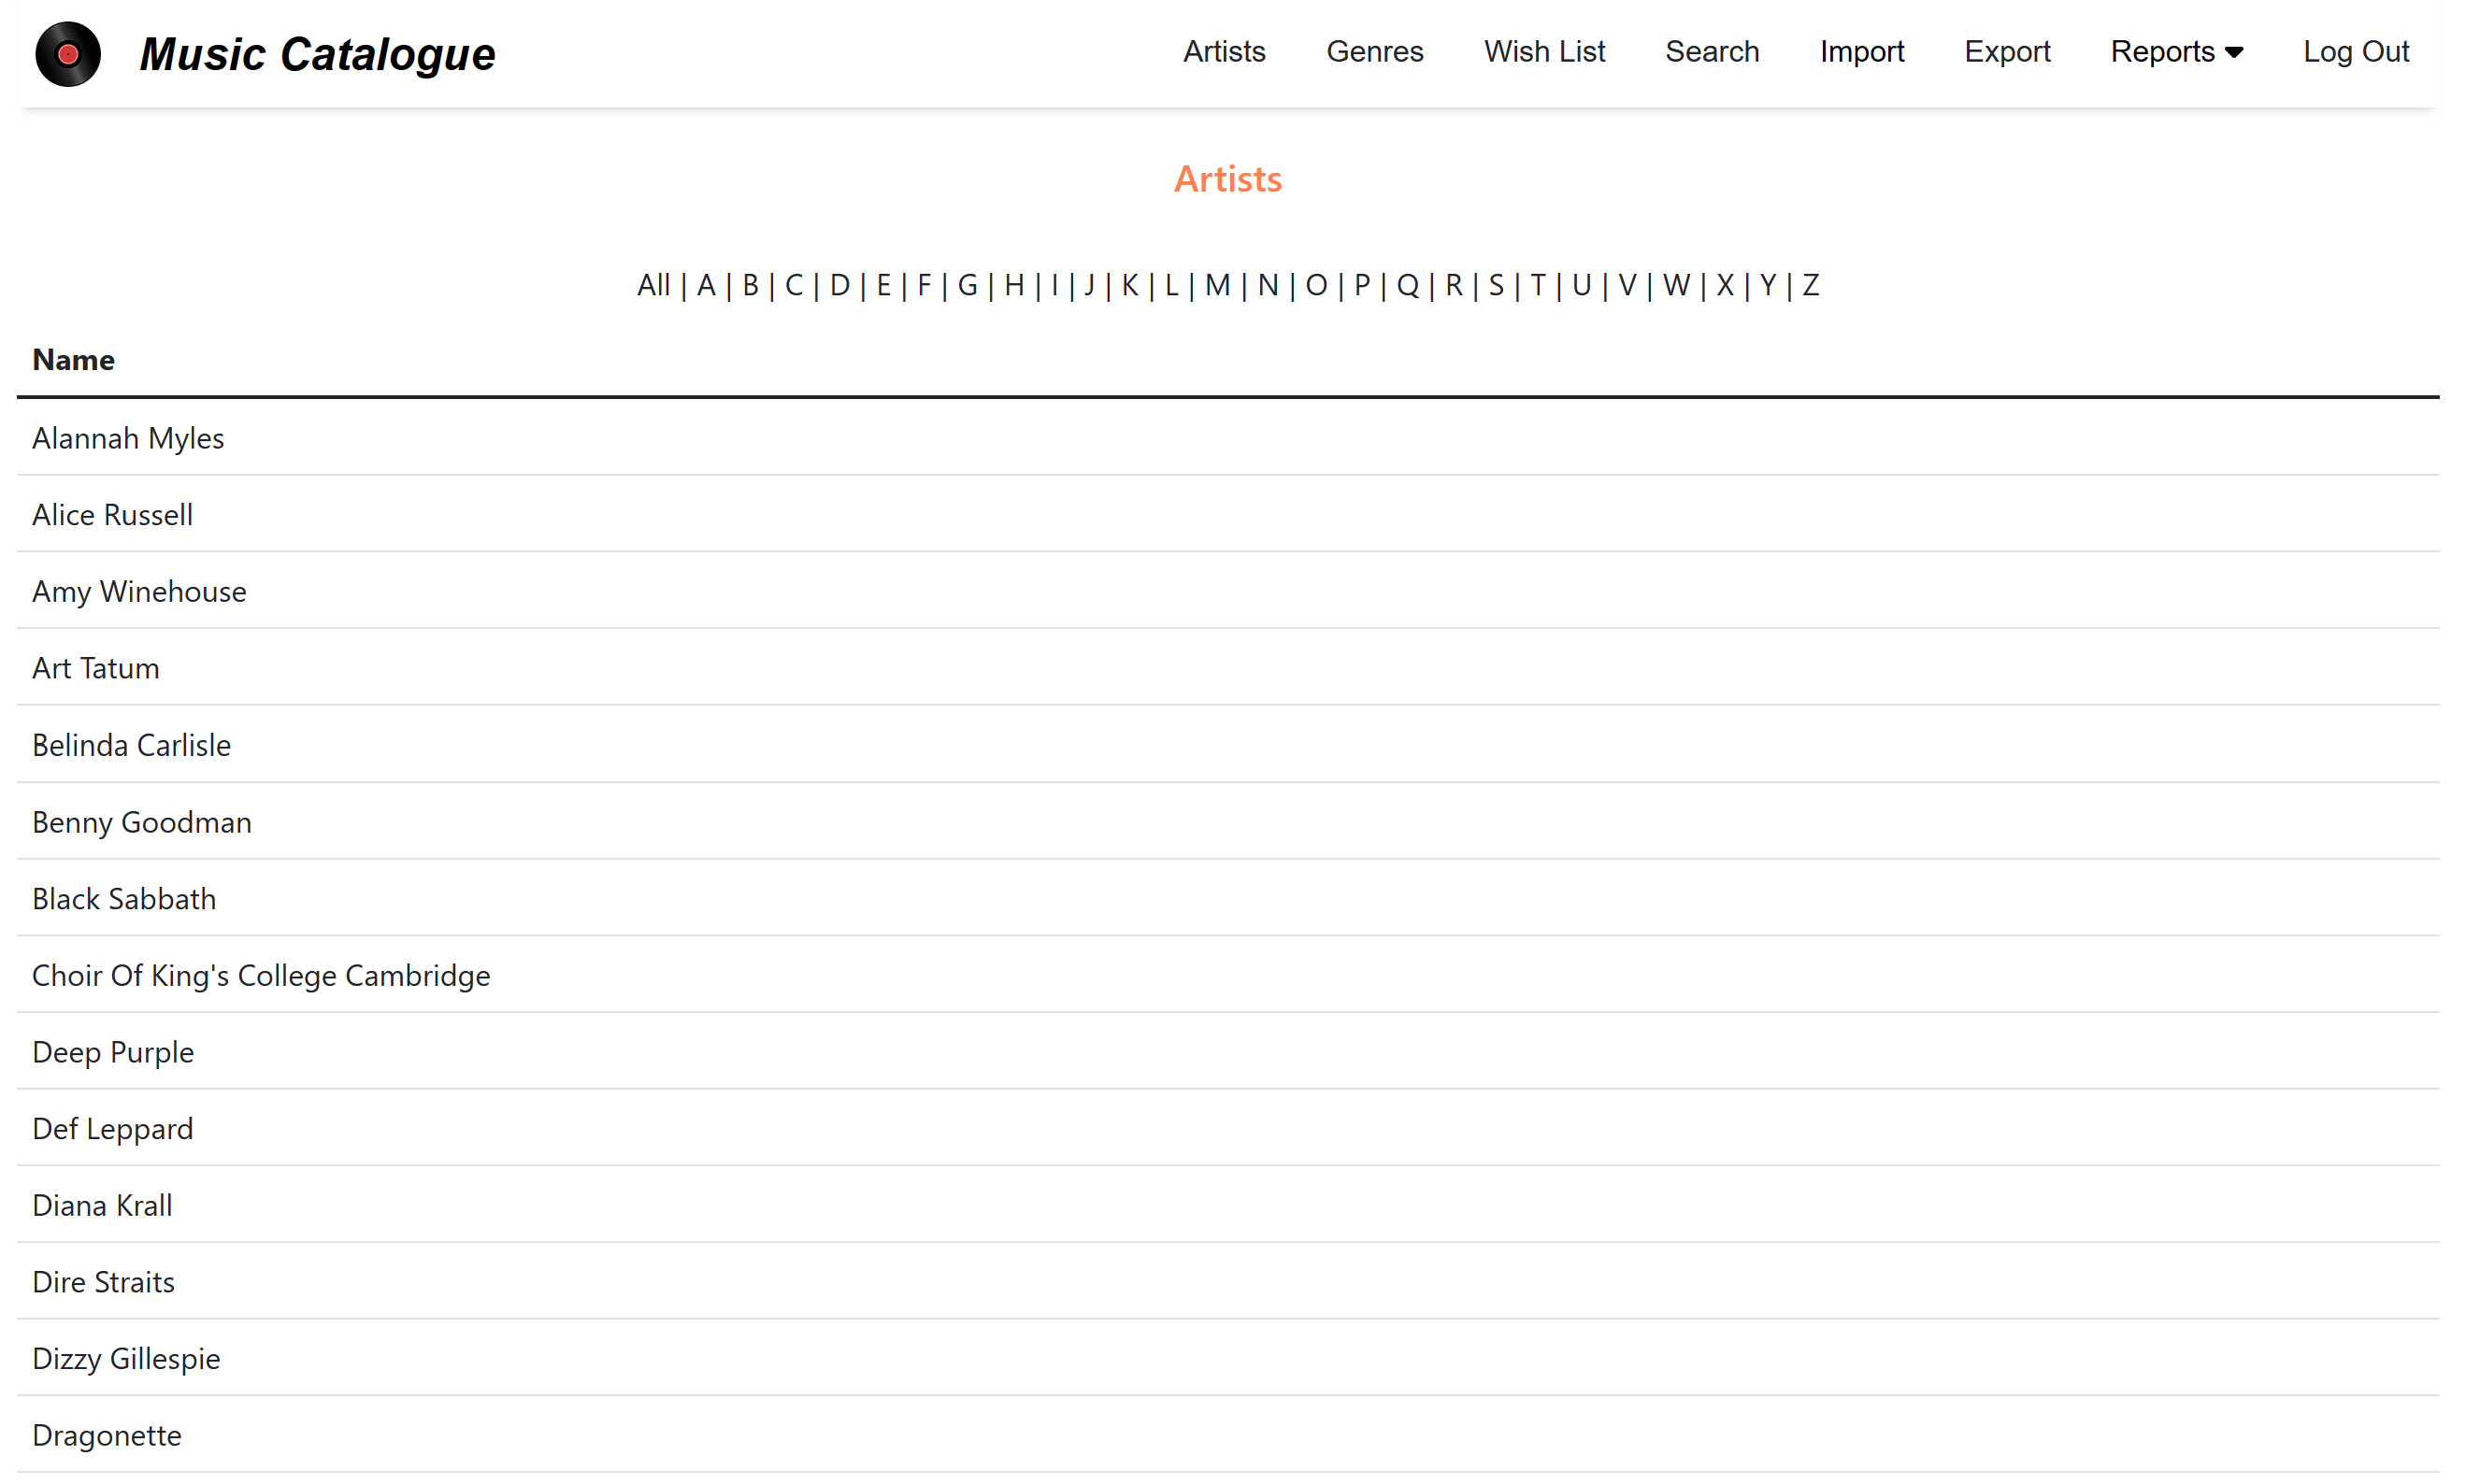 Music Catalogue Artists Genres Wish List Search Import Export Reports Log Out
Artists
All | A | B | C | D | E | F | G | H | I | J | K | L | M | N | O | P | Q | R | S | T | U | V | W | X | Y | Z
Name
Alannah Myles
Alice Russell
Amy Winehouse
Art Tatum
Belinda Carlisle
Benny Goodman
Black Sabbath
Choir Of King's College Cambridge
Deep Purple
Def Leppard
Diana Krall
Dire Straits
Dizzy Gillespie
Dragonette